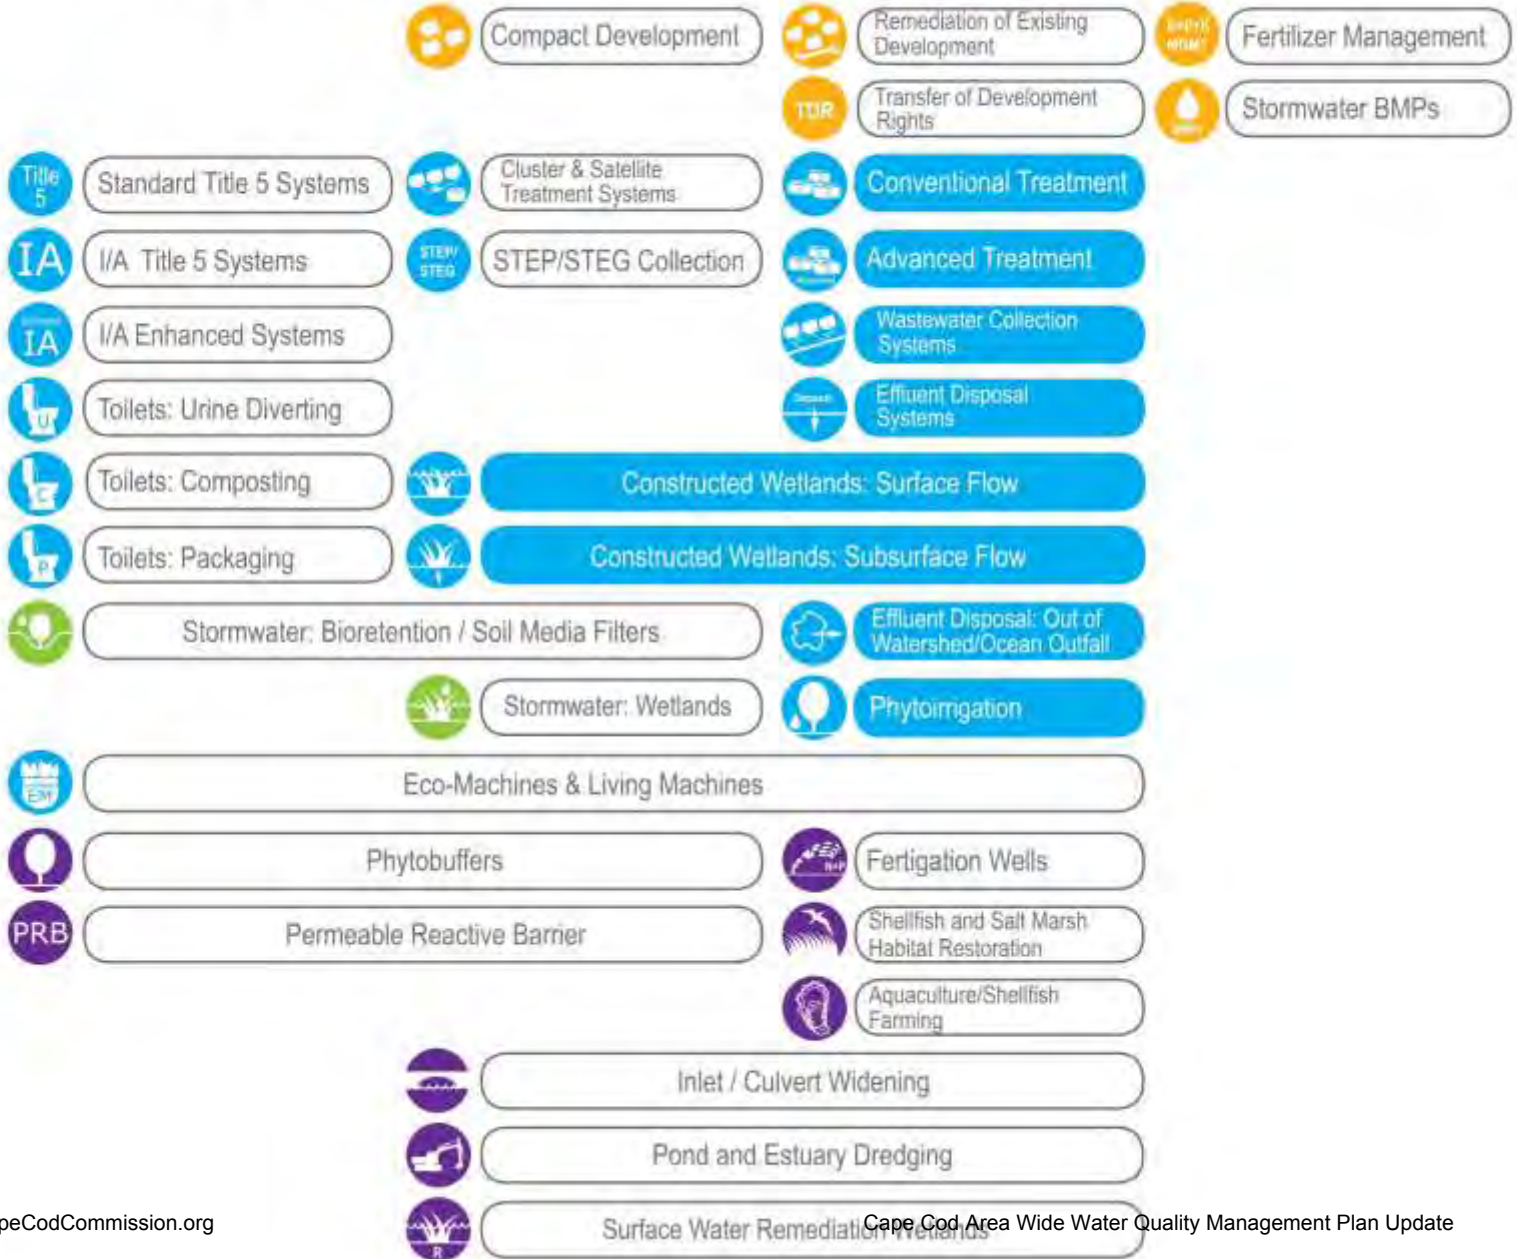 Compact Development
Remediation of Existing
Development
N+P+K
MGMT
Fertilizer Management
TDR
Transfer of Development
Rights
Stormwater BMPs
Title
5
Standard Title 5 Systems
Cluster & Satellite
Treatment Systems
Conventional Treatment
IA
I/A Title 5 Systems
STEP/
STEG
STEP/STEG Collection
Advanced Treatment
IA
I/A Enhanced Systems
Wastewater Collection
Systems
U
Toilets: Urine Diverting
Disposal
Effluent Disposal
Systems
C
Toilets: Composting
Constructed Wetlands: Surface Flow
P
Toilets: Packaging
Constructed Wetlands: Subsurface Flow
Stormwater: Bioretention / Soil Media Filters
Effluent Disposal: Out of
Watershed/Ocean Outfall
Stormwater: Wetlands
Phytoirrigation
EM
Eco-Machines & Living Machines
Phytobuffers
N+P
Fertigation Wells
PRB
Permeable Reactive Barrier
Shellfish and Salt Marsh
Habitat Restoration
Aquaculture/Shellfish
Farming
Inlet / Culvert Widening
Pond and Estuary Dredging
R
Surface Water Remediation Wetlands
peCodCommission.org
Cape Cod Area Wide Water Quality Management Plan Update